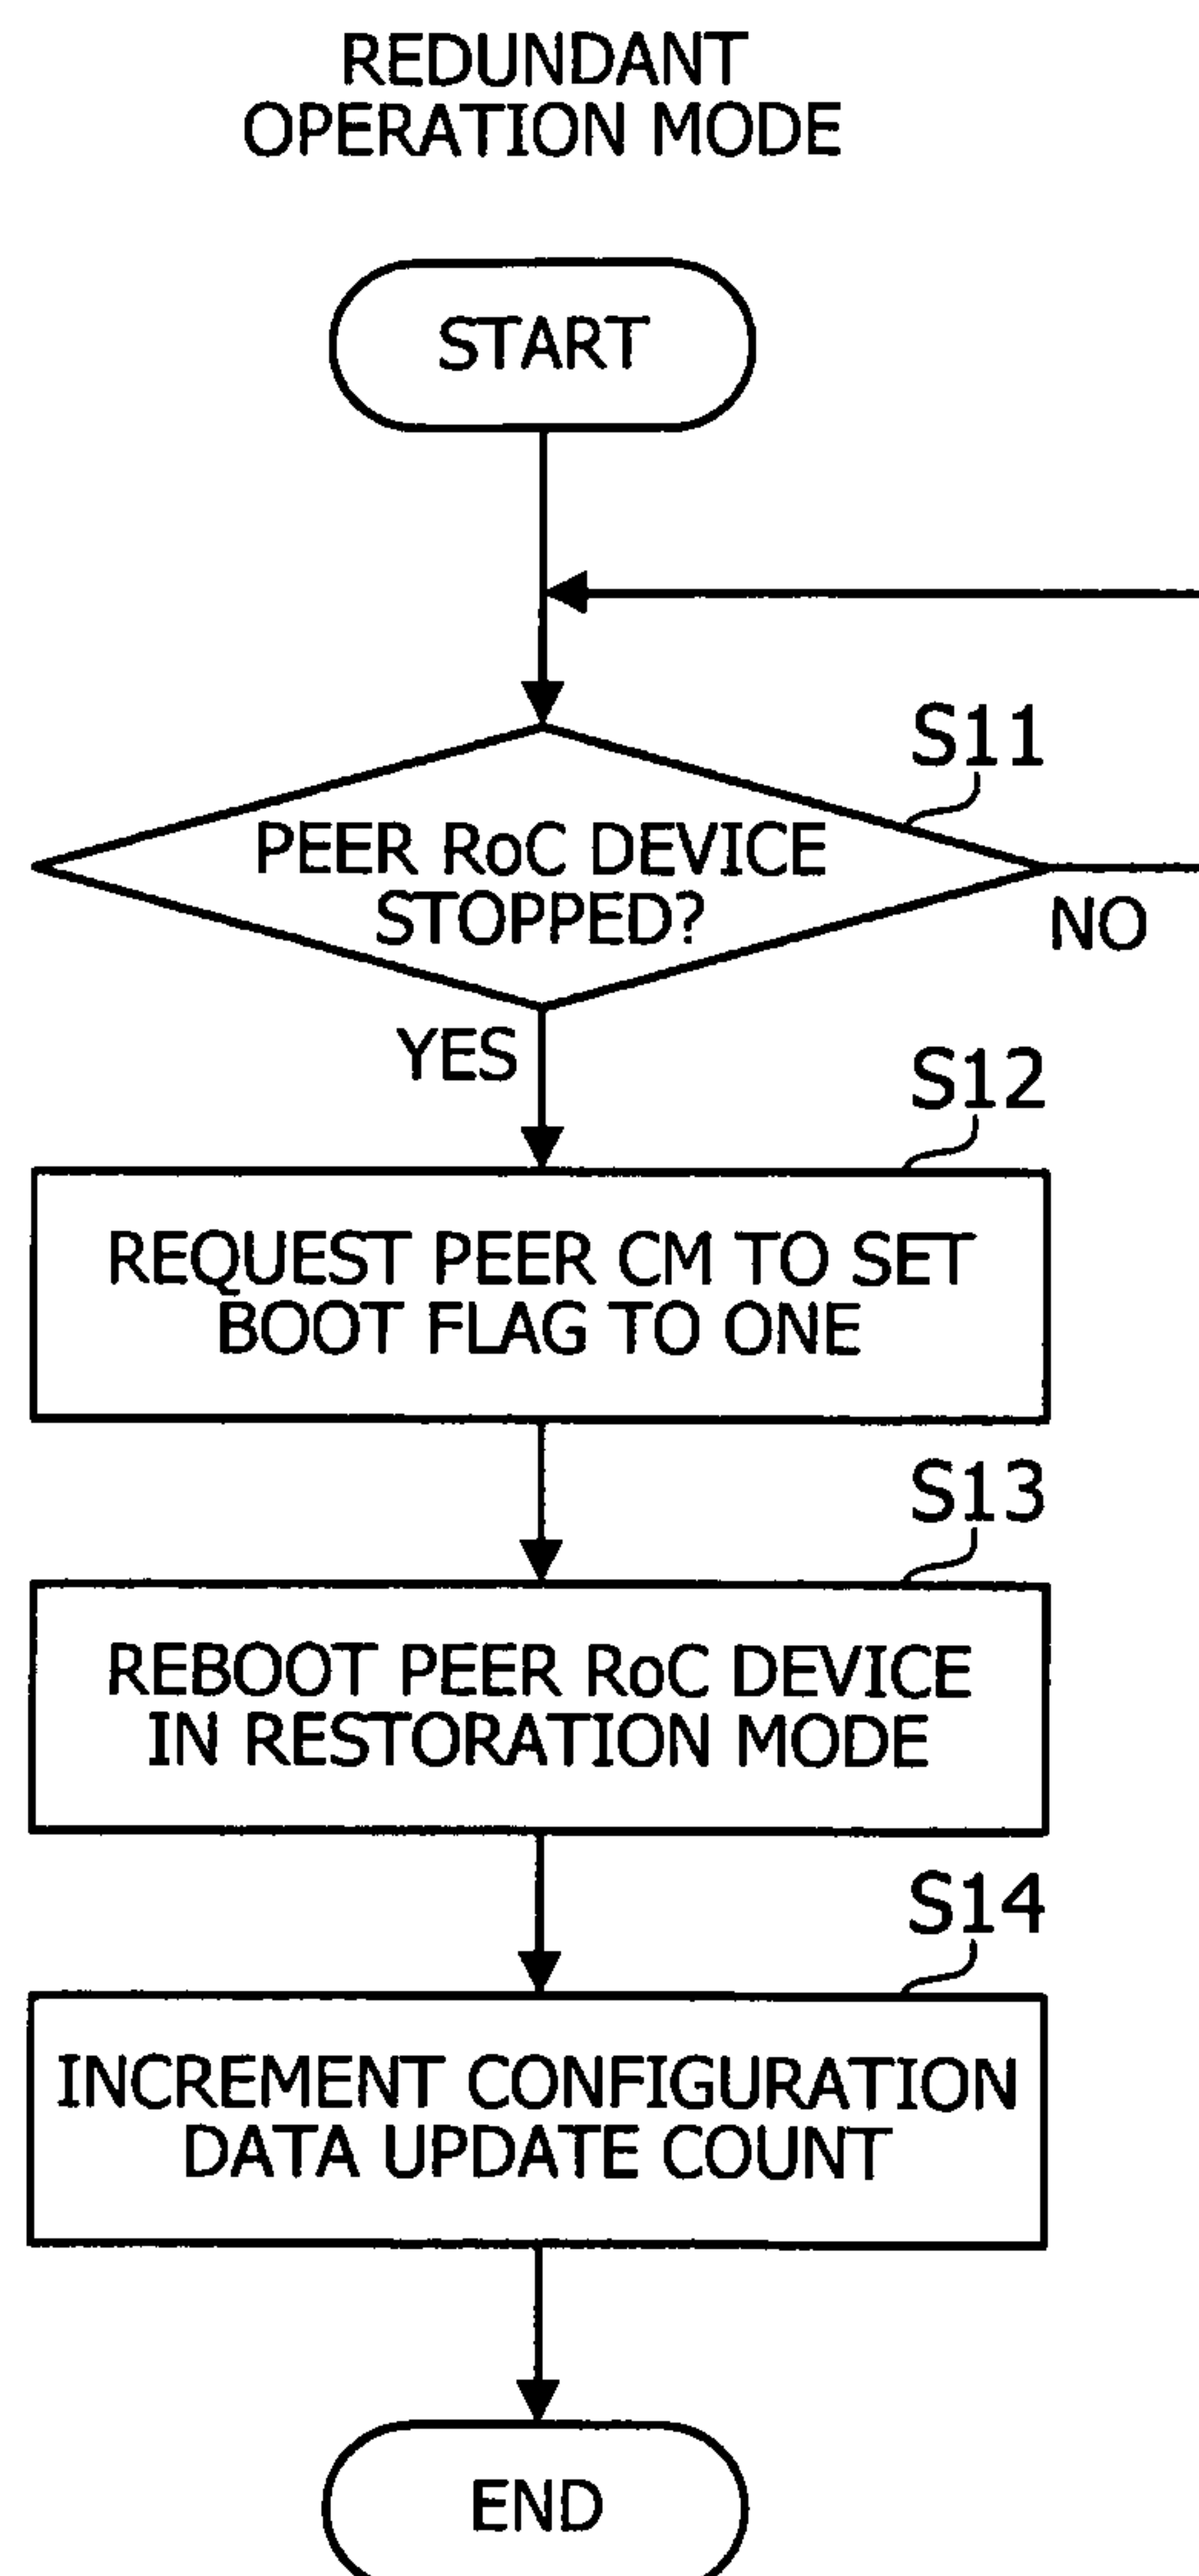 REDUNDANT
OPERATION MODE
START
S11
PEER RoC DEVICE
STOPPED?
NO
YES
S12
REQUEST PEER CM TO SET
BOOT FLAG TO ONE
S13
REBOOT PEER RoC DEVICE
IN RESTORATION MODE
S14
INCREMENT CONFIGURATION
DATA UPDATE COUNT
END